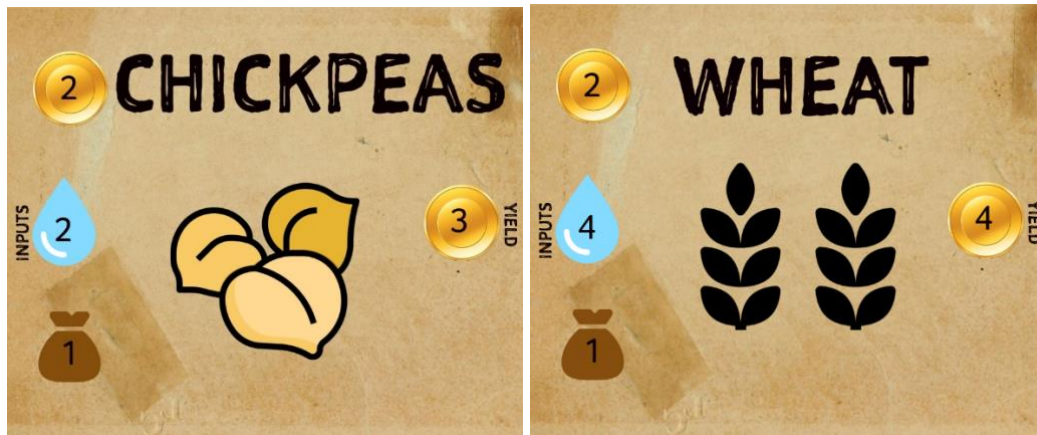 2 CHICKPEAS
INPUTS
2
3
YIELD
1
2 WHEAT
INPUTS
4
4
YIELD
1